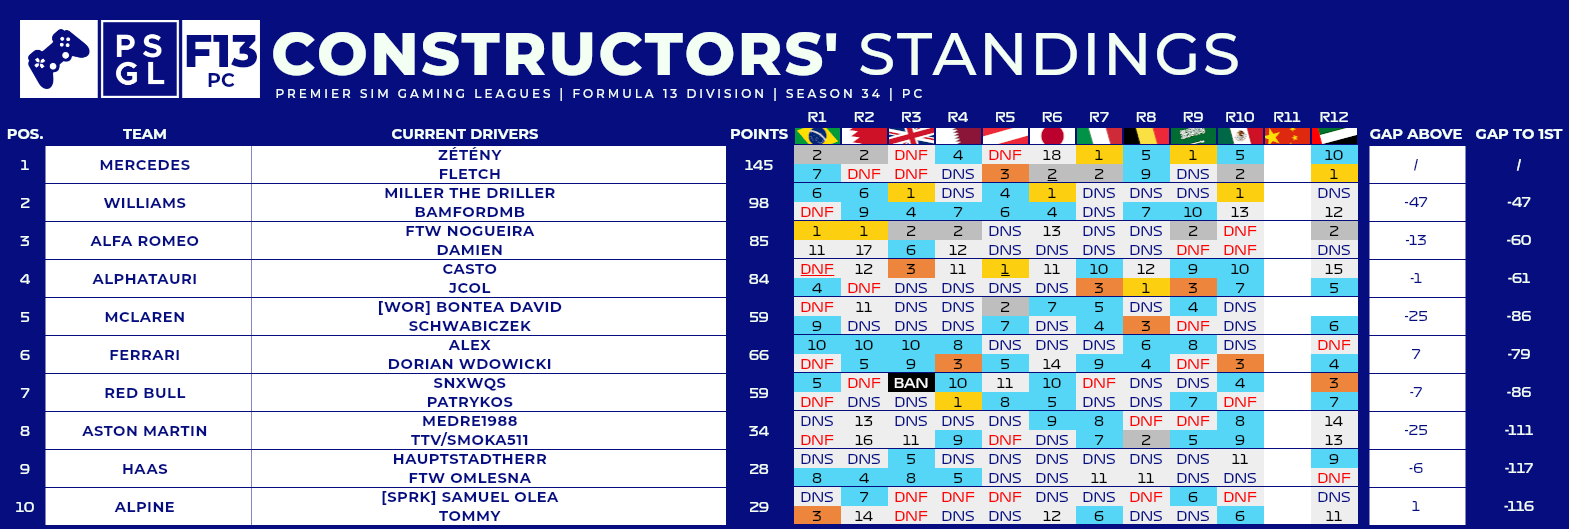 PS
GL
F13
PC
CONSTRUCTORS' STANDINGS
PREMIER SIM GAMING LEAGUES | FORMULA 13 DIVISION | SEASON 34 | PC
R1 R2 R3 R4 R5 R6 R7 R8 R9 R10 R11 R12
POS. TEAM CURRENT DRIVERS POINTS GAP ABOVE GAP TO 1ST
1 MERCEDES 145 / /
ZÉTÉNY 2 2 DNF 4 DNF 18 1 5 1 5 10
FLETCH 7 DNF DNF DNS 3 2 2 9 DNS 2 1
2 WILLIAMS 98 -47 -47
MILLER THE DRILLER 6 6 1 DNS 4 1 DNS DNS DNS 1 DNS
BAMFORDMB DNF 9 4 7 6 4 DNS 7 10 13 12
3 ALFA ROMEO 85 -13 -60
FTW NOGUEIRA 1 1 2 2 DNS 13 DNS DNS 2 DNF 2
DAMIEN 11 17 6 12 DNS DNS DNS DNS DNF DNF DNS
4 ALPHATAURI 84 -1 -61
CASTO DNF 12 3 11 1 11 10 12 9 10 15
JCOL 4 DNF DNS DNS DNS DNS 3 1 3 7 5
5 MCLAREN 59 -25 -86
[WOR] BONTEA DAVID DNF 11 DNS DNS 2 7 5 DNS 4 DNS
SCHWABICZEK 9 DNS DNS DNS 7 DNS 4 3 DNF DNS 6
6 FERRARI 66 7 -79
ALEX 10 10 10 8 DNS DNS DNS 6 8 DNS DNF
DORIAN WDOWICKI DNF 5 9 3 5 14 9 4 DNF 3 4
7 RED BULL 59 -7 -86
SNXWQS 5 DNF BAN 10 11 10 DNF DNS DNS 4 3
PATRYKOS DNF DNS DNS 1 8 5 DNS DNS 7 DNF 7
8 ASTON MARTIN 34 -25 -111
MEDRE1988 DNS 13 DNS DNS DNS 9 8 DNF DNF 8 14
TTV/SMOKA511 DNF 16 11 9 DNF DNS 7 2 5 9 13
9 HAAS 28 -6 -117
HAUPTSTADTHERR DNS DNS 5 DNS DNS DNS DNS DNS DNS 11 9
FTW OMLESNA 8 4 8 5 DNS DNS 11 11 DNS DNS DNF
10 ALPINE 29 1 -116
[SPRK] SAMUEL OLEA DNS 7 DNF DNF DNF DNS DNS DNF 6 DNF DNS
TOMMY 3 14 DNF DNS DNS 12 6 DNS DNS 6 11